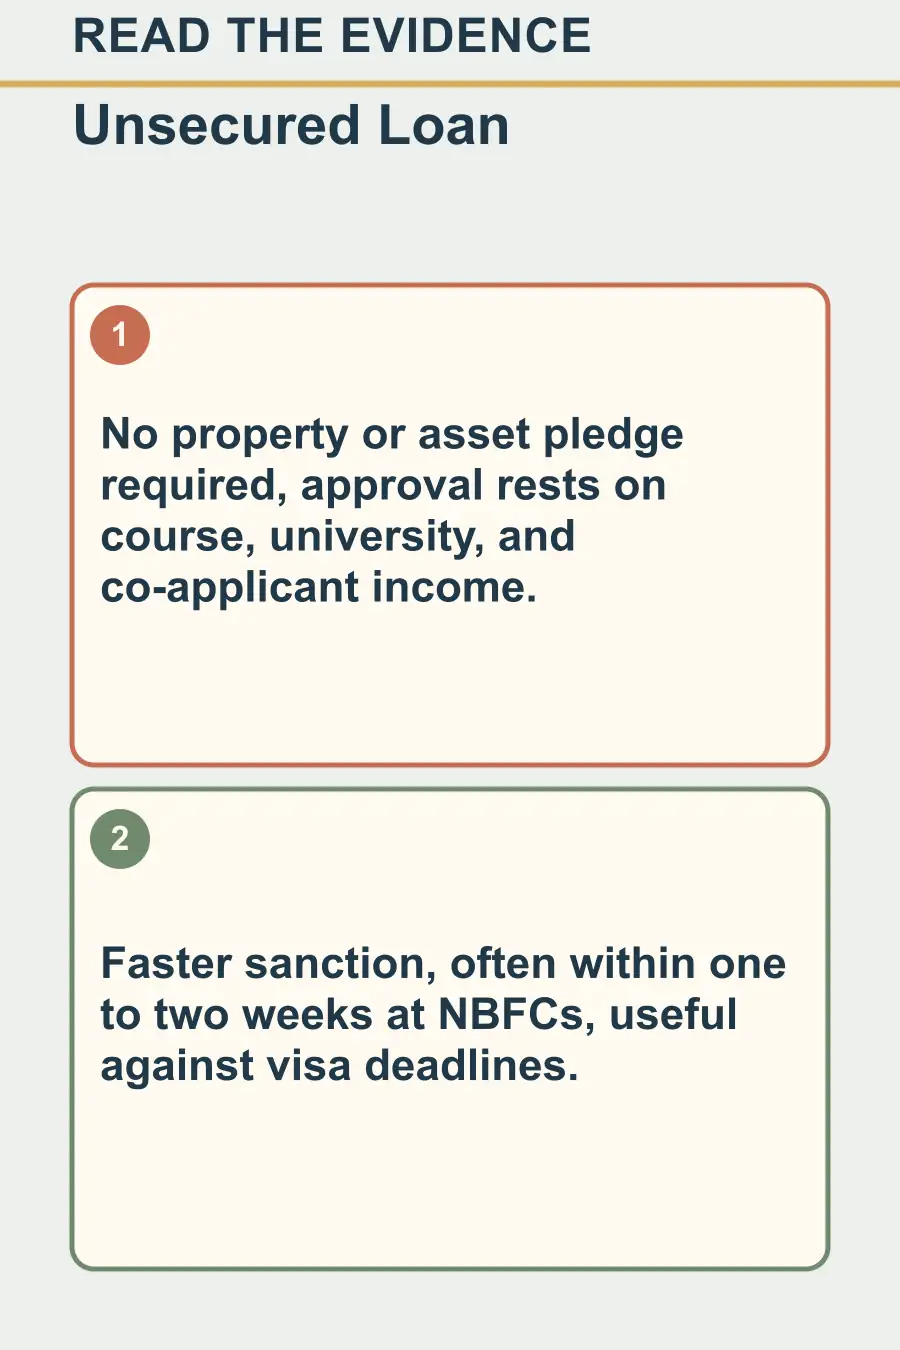 READ THE EVIDENCE
Unsecured Loan
1
No property or asset pledge
required, approval rests on
course, university, and
co-applicant income.
2
Faster sanction, often within one
to two weeks at NBFCs, useful
against visa deadlines.